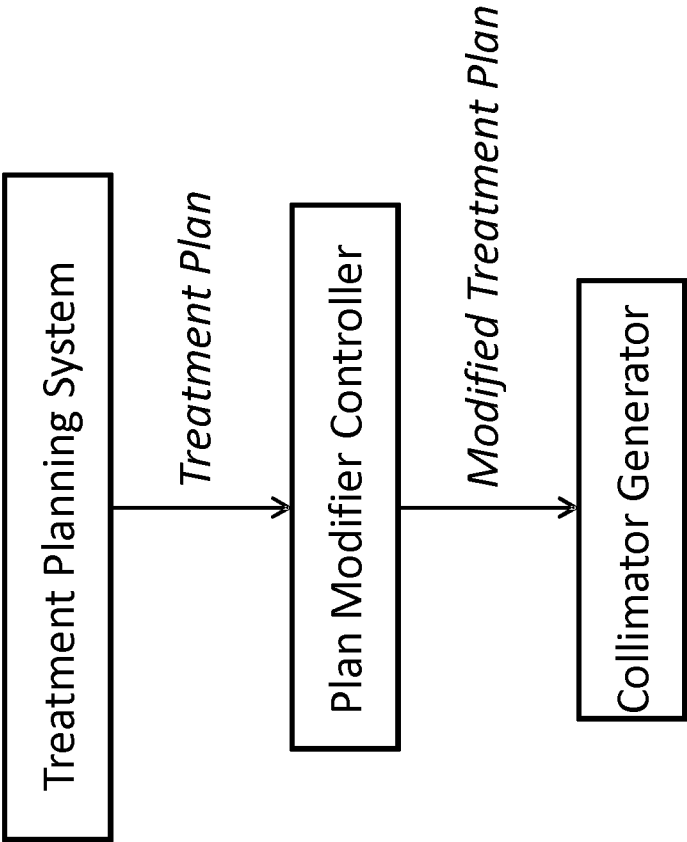 Treatment Planning System
Treatment Plan
Plan Modifier Controller
Modified Treatment Plan
Collimator Generator